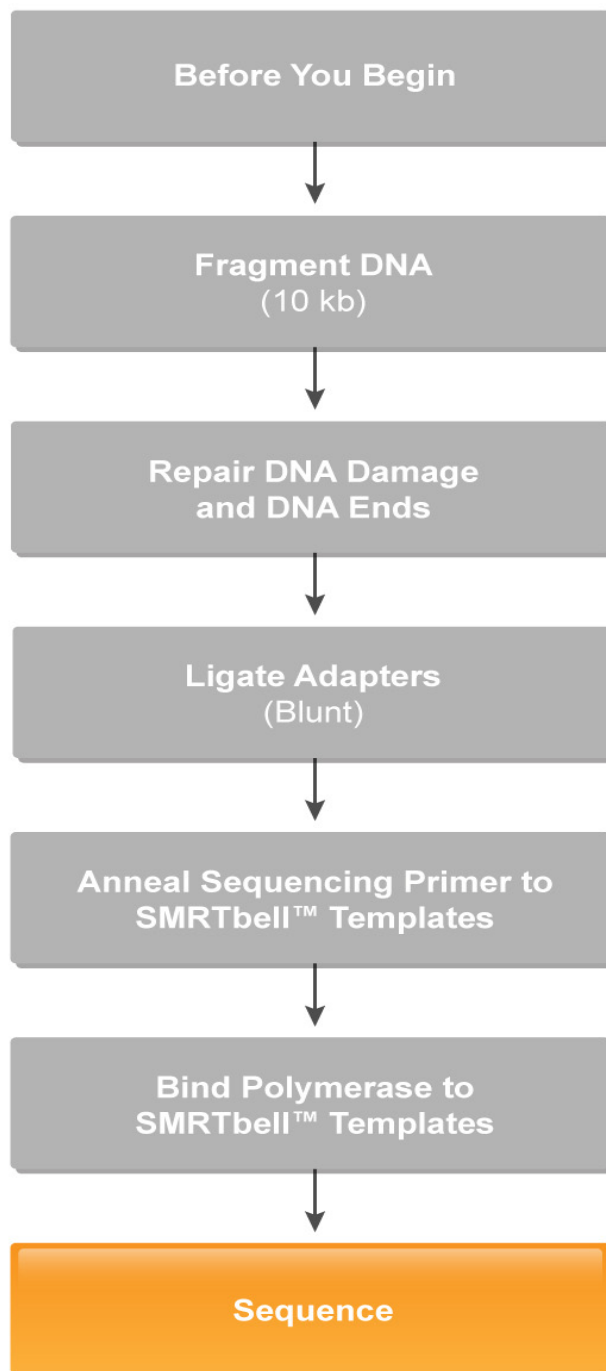 Before You Begin
Fragment DNA
(10 kb)
Repair DNA Damage
and DNA Ends
Ligate Adapters
(Blunt)
Anneal Sequencing Primer to
SMRTbell™ Templates
Bind Polymerase to
SMRTbell™ Templates
Sequence